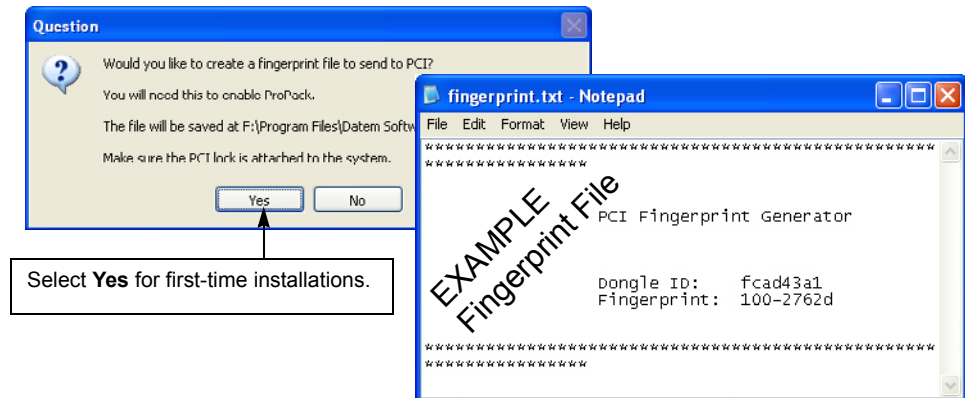 Question
Would you like to create a fingerprint file to send to PCI?
You will need this to enable ProPack.
The file will be saved at F:\Program Files\Datem Softw
Make sure the PCI lock is attached to the system.
Yes
No
Select Yes for first-time installations.
fingerprint.txt - Notepad
File Edit Format View Help
***************************************************
****************
EXAMPLE
Fingerprint File
PCI Fingerprint Generator
Dongle ID: fcad43a1
Fingerprint: 100-2762d
***************************************************
****************